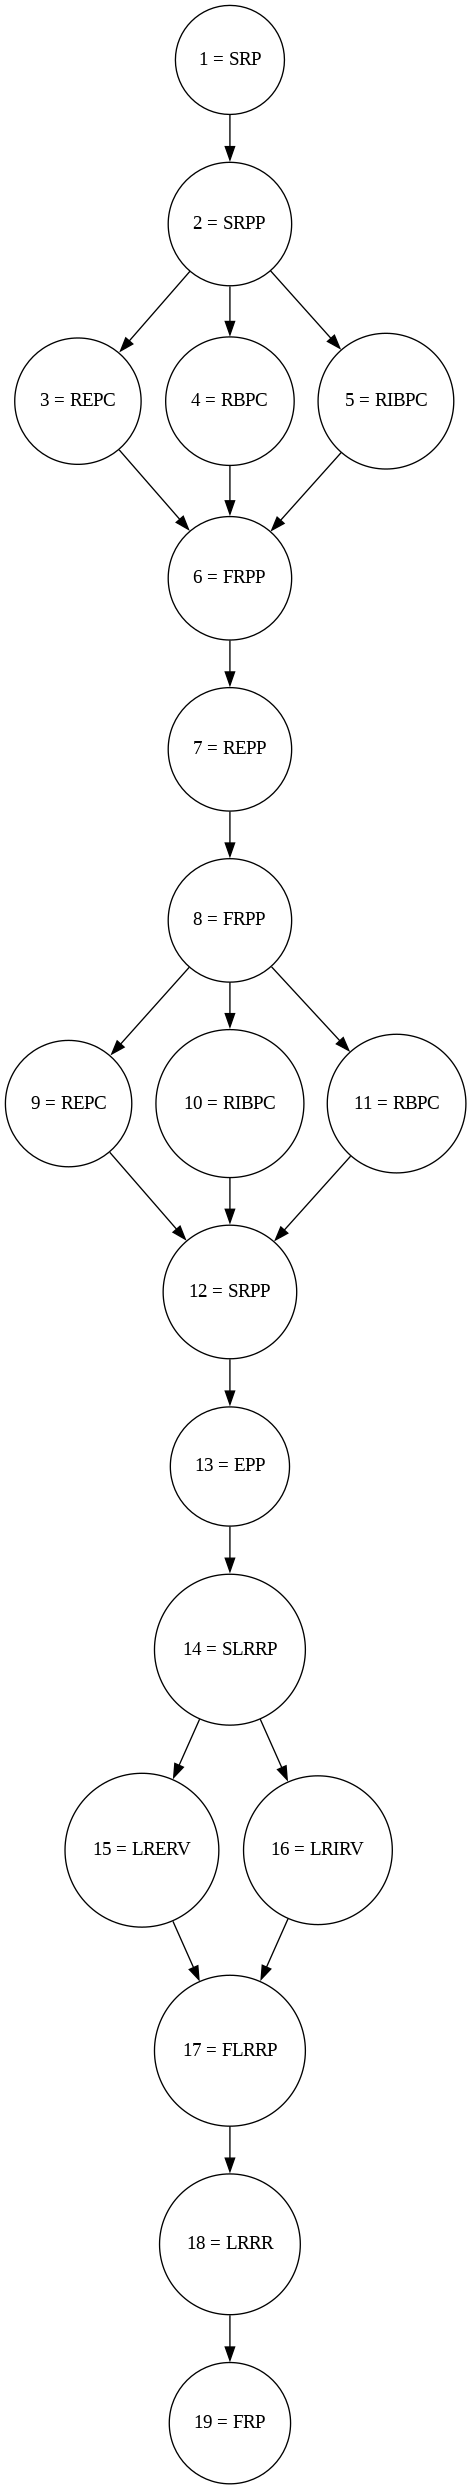 1 = SRP
2 = SRPP
3 = REPC
4 = RBPC
5 = RIBPC
6 = FRPP
7 = REPP
8 = FRPP
9 = REPC
10 = RIBPC
11 = RBPC
12 = SRPP
13 = EPP
14 = SLRRP
15 = LRERV
16 = LRIRV
17 = FLRRP
18 = LRRR
19 = FRP